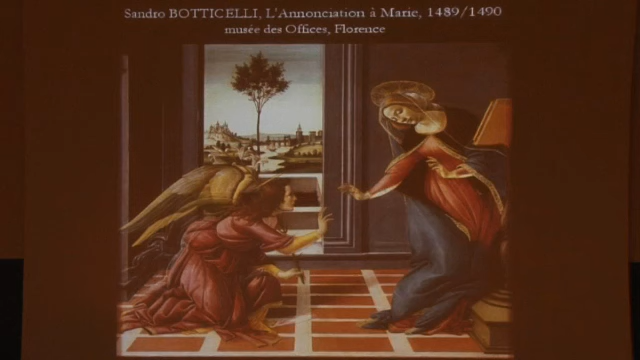 Sandro BOTTICELLI, L'Annonciation à Marie, 1489/1490
musée des Offices, Florence